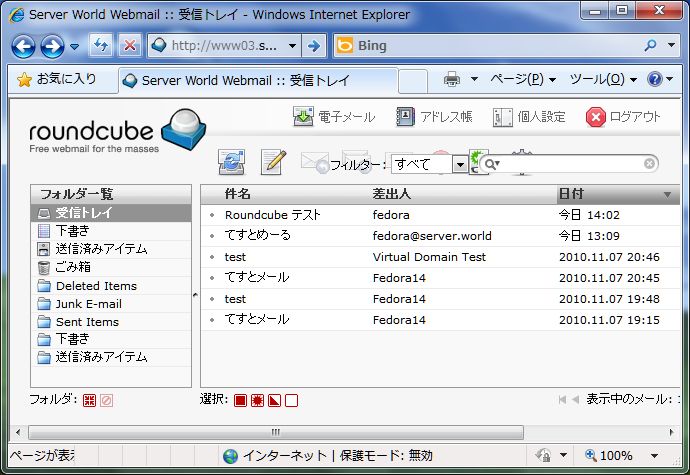 Server World Webmail :: 受信トレイ - Windows Internet Explorer
http://www03.s...
Bing
お気に入り
Server World Webmail :: 受信トレイ
ページ(P)
ツール(O)
roundcube
Free webmail for the masses
電子メール
アドレス帳
個人設定
ログアウト
フィルター:
すべて
フォルダ一覧
受信トレイ
下書き
送信済みアイテム
ごみ箱
Deleted Items
Junk E-mail
Sent Items
下書き
送信済みアイテム
フォルダ:
件名 差出人 日付
Roundcube テスト fedora 今日 14:02
てすとめーる fedora@server.world 今日 13:09
test Virtual Domain Test 2010.11.07 20:46
てすとメール Fedora14 2010.11.07 20:45
test Fedora14 2010.11.07 19:48
てすとメール Fedora14 2010.11.07 19:15
選択:
表示中のメール:
ページが表示
インターネット | 保護モード: 無効
100%